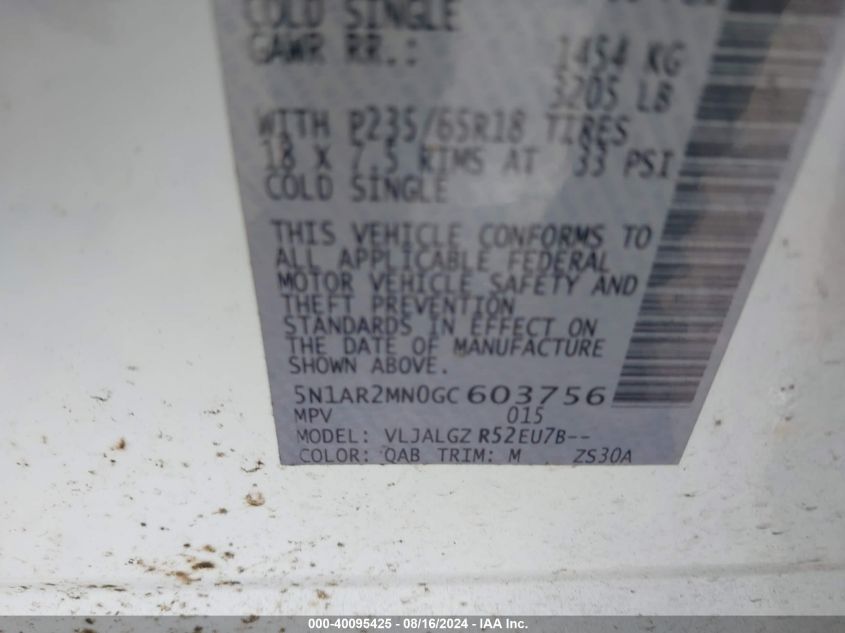 COLD SINGLE
GAWR RR.: 1454 KG
3205 LB
WITH P235/65R18 TIRES
18 X 7.5 RIMS AT 33 PSI
COLD SINGLE
THIS VEHICLE CONFORMS TO
ALL APPLICABLE FEDERAL
MOTOR VEHICLE SAFETY AND
THEFT PREVENTION
STANDARDS IN EFFECT ON
THE DATE OF MANUFACTURE
SHOWN ABOVE.
5N1AR2MN0GC603756
MPV 015
MODEL: VLJALGZ R52EU7B--
COLOR: QAB TRIM: M ZS30A
000-40095425 - 08/16/2024 - IAA Inc.